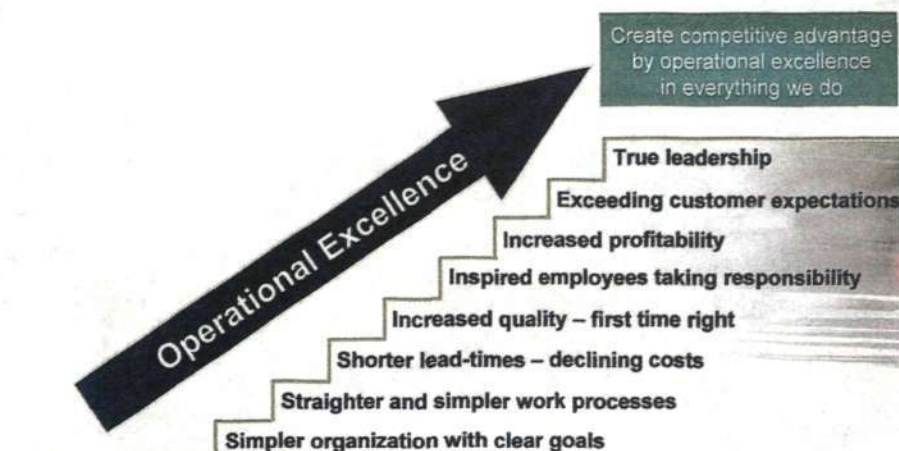 Create competitive advantage
by operational excellence
in everything we do
Operational Excellence
True leadership
Exceeding customer expectations
Increased profitability
Inspired employees taking responsibility
Increased quality – first time right
Shorter lead-times – declining costs
Straighter and simpler work processes
Simpler organization with clear goals